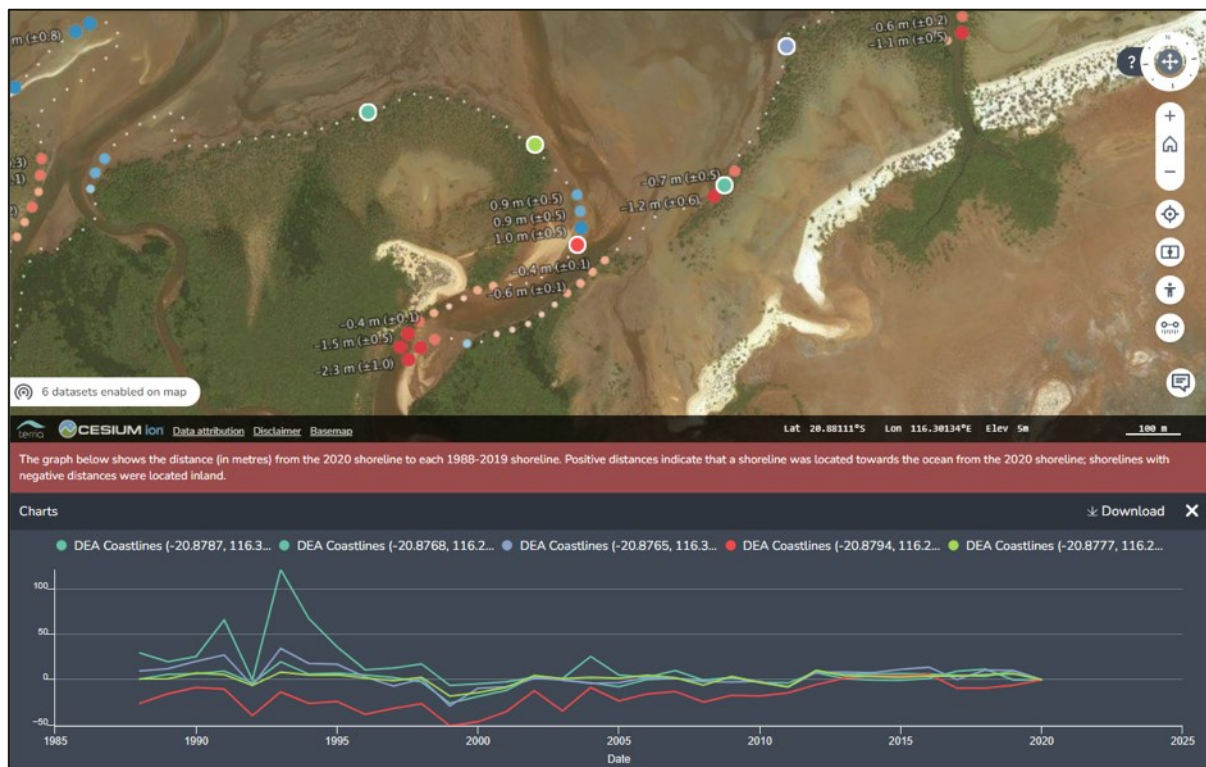 m (±0.8)
-0.6 m (±0.2)
-1.1 m (±0.5)
N
?
+
−
-0.7 m (±0.5)
-1.2 m (±0.6)
0.9 m (±0.5)
0.9 m (±0.5)
1.0 m (±0.5)
-0.4 m (±0.1)
-0.6 m (±0.1)
-0.4 m (±0.1)
-1.5 m (±0.5)
-2.3 m (±1.0)
6 datasets enabled on map
terria CESIUM ion Data attribution Disclaimer Basemap Lat 20.88111°S Lon 116.30134°E Elev 5m 100 m
The graph below shows the distance (in metres) from the 2020 shoreline to each 1988-2019 shoreline. Positive distances indicate that a shoreline was located towards the ocean from the 2020 shoreline; shorelines with
negative distances were located inland.
Charts Download ✕
DEA Coastlines (-20.8787, 116.3... DEA Coastlines (-20.8768, 116.2... DEA Coastlines (-20.8765, 116.3... DEA Coastlines (-20.8794, 116.2... DEA Coastlines (-20.8777, 116.2...
100
50
0
-50
1985 1990 1995 2000 2005 2010 2015 2020 2025
Date